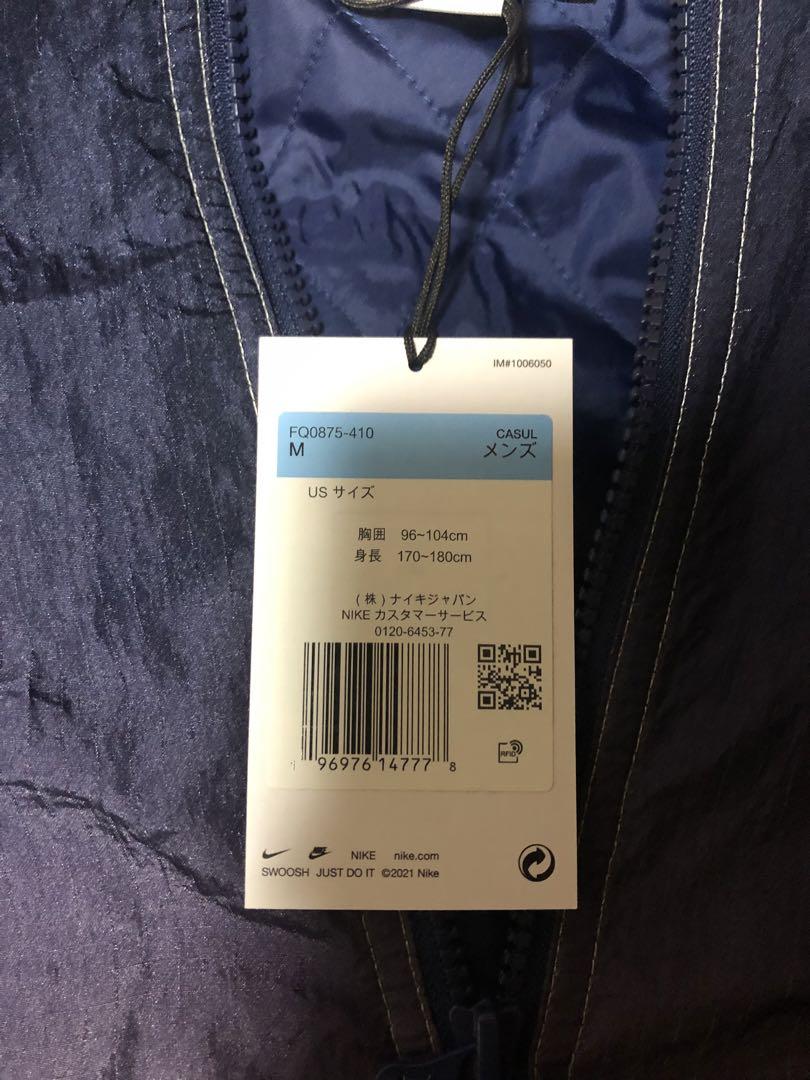 IM#1006050
FQ0875-410 CASUL
M メンズ
US サイズ
胸囲 96~104cm
身長 170~180cm
(株)ナイキジャパン
NIKE カスタマーサービス
0120-6453-77
96976 14777 8
RFID
NIKE nike.com
SWOOSH JUST DO IT ©2021 Nike